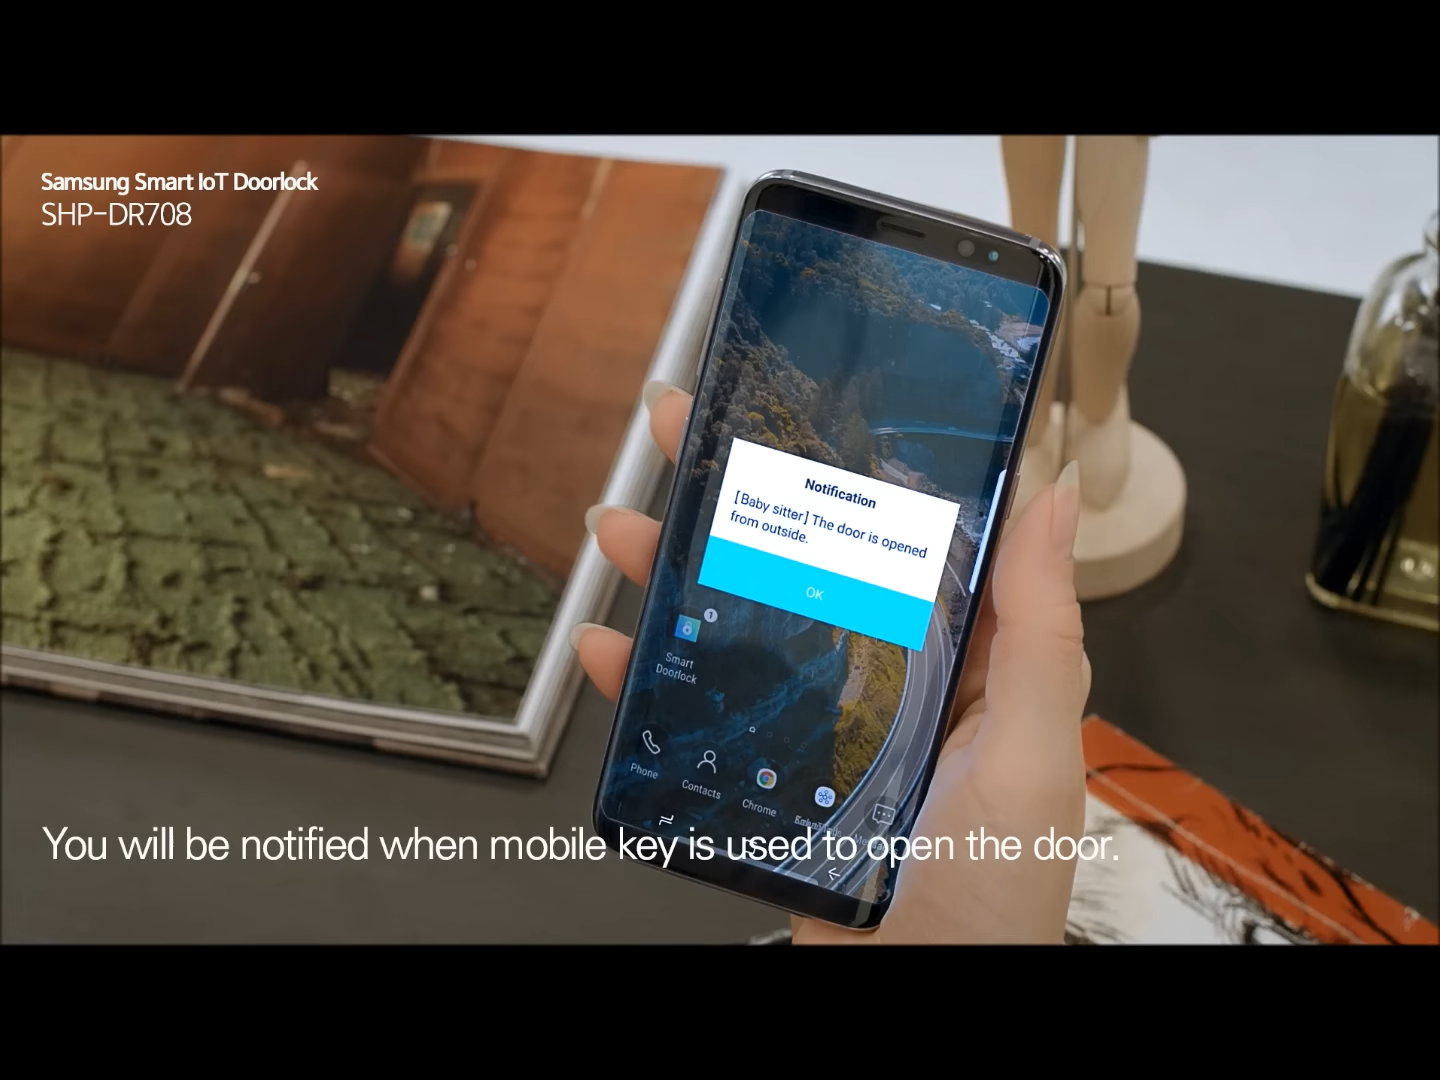 Samsung Smart IoT Doorlock
SHP-DR708
Notification
[Baby sitter] The door is opened
from outside.
OK
1
Smart
Doorlock
Phone
Contacts
Chrome
You will be notified when mobile key is used to open the door.